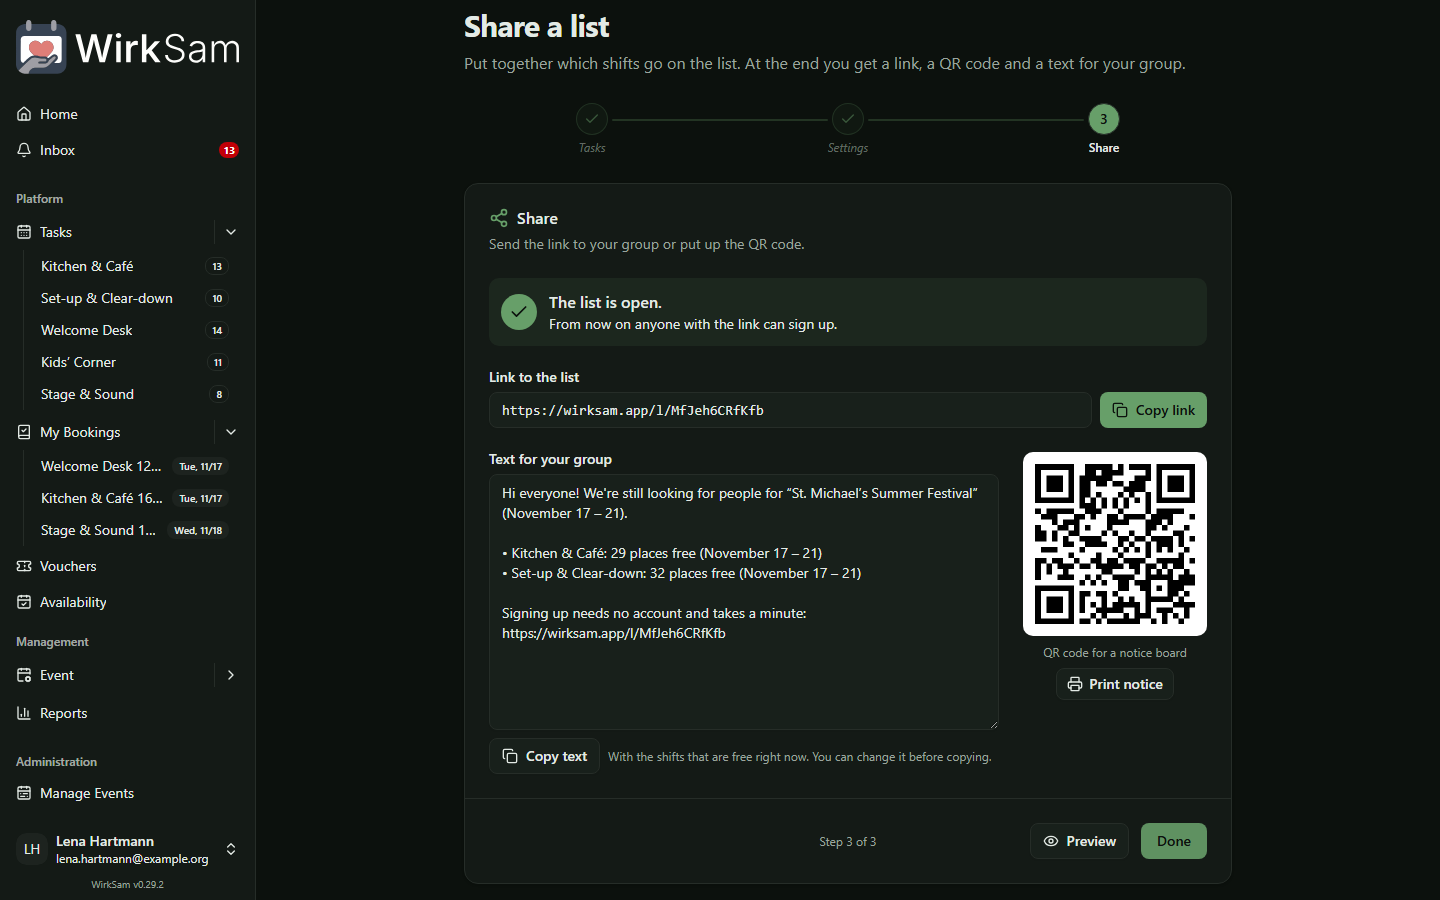 WirkSam
Home
Inbox 13
Platform
Tasks
Kitchen & Café 13
Set-up & Clear-down 10
Welcome Desk 14
Kids’ Corner 11
Stage & Sound 8
My Bookings
Welcome Desk 12... Tue, 11/17
Kitchen & Café 16... Tue, 11/17
Stage & Sound 1... Wed, 11/18
Vouchers
Availability
Management
Event
Reports
Administration
Manage Events
LH
Lena Hartmann
lena.hartmann@example.org
WirkSam v0.29.2
Share a list
Put together which shifts go on the list. At the end you get a link, a QR code and a text for your group.
Tasks
Settings
3
Share
Share
Send the link to your group or put up the QR code.
The list is open.
From now on anyone with the link can sign up.
Link to the list
https://wirksam.app/l/MfJeh6CRfKfb
Copy link
Text for your group
Hi everyone! We're still looking for people for “St. Michael’s Summer Festival”
(November 17 – 21).
• Kitchen & Café: 29 places free (November 17 – 21)
• Set-up & Clear-down: 32 places free (November 17 – 21)
Signing up needs no account and takes a minute:
https://wirksam.app/l/MfJeh6CRfKfb
QR code for a notice board
Print notice
Copy text
With the shifts that are free right now. You can change it before copying.
Step 3 of 3
Preview
Done